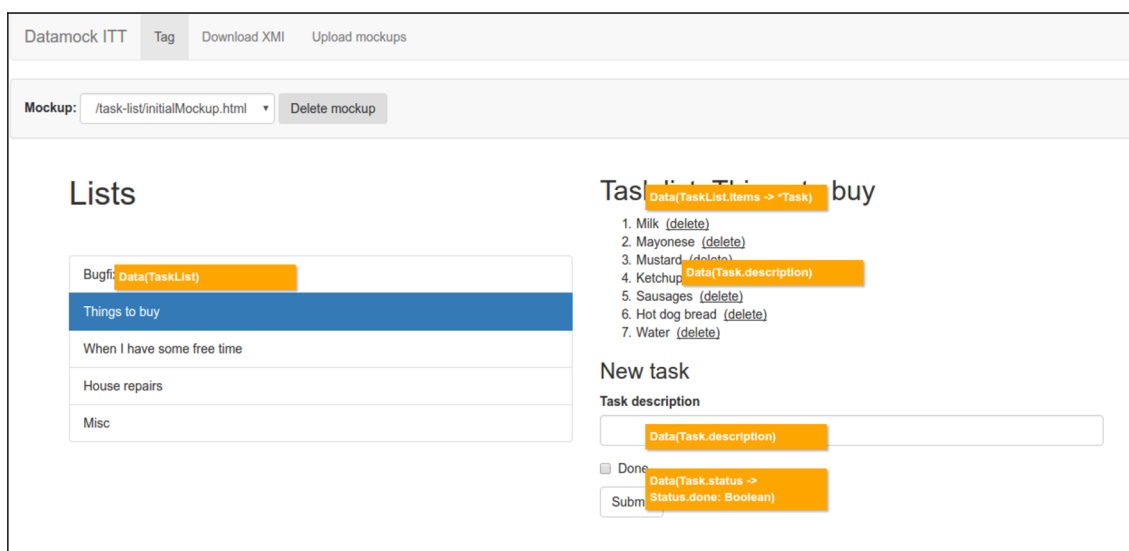 Datamock ITT Tag Download XMI Upload mockups
Mockup: /task-list/initialMockup.html Delete mockup
Lists
Bugfi
Data(TaskList)
Things to buy
When I have some free time
House repairs
Misc
buy
Data(TaskList.items -> *Task)
1. Milk (delete)
2. Mayonese (delete)
3. Mustard (delete)
4. Ketchup
Data(Task.description)
5. Sausages (delete)
6. Hot dog bread (delete)
7. Water (delete)
New task
Task description
Data(Task.description)
Done
Data(Task.status ->
Status.done: Boolean)
Subm